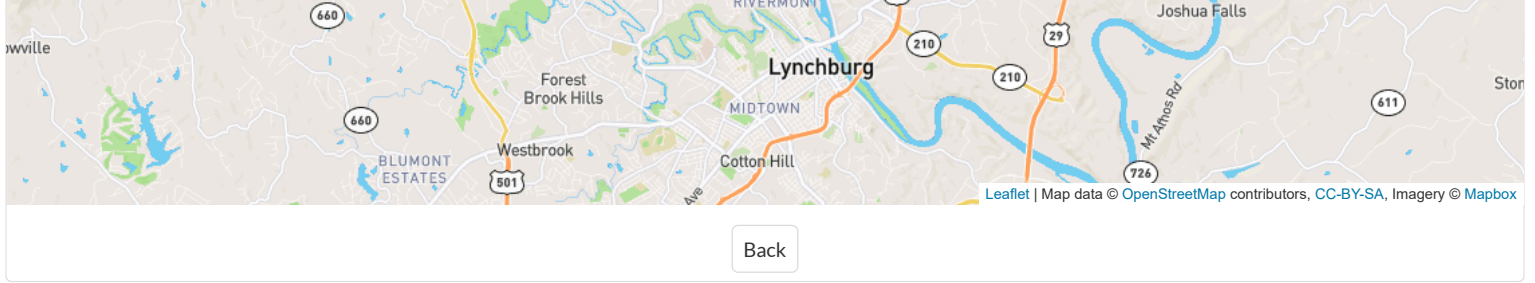 RIVERMONT
Joshua Falls
660
29
210
owville
Lynchburg
210
Forest
Brook Hills
Ston
611
MIDTOWN
660
Mt Athos Rd
Westbrook
BLUMONT
ESTATES
Cotton Hill
501
726
Ave
Leaflet | Map data © OpenStreetMap contributors, CC-BY-SA, Imagery © Mapbox
Back